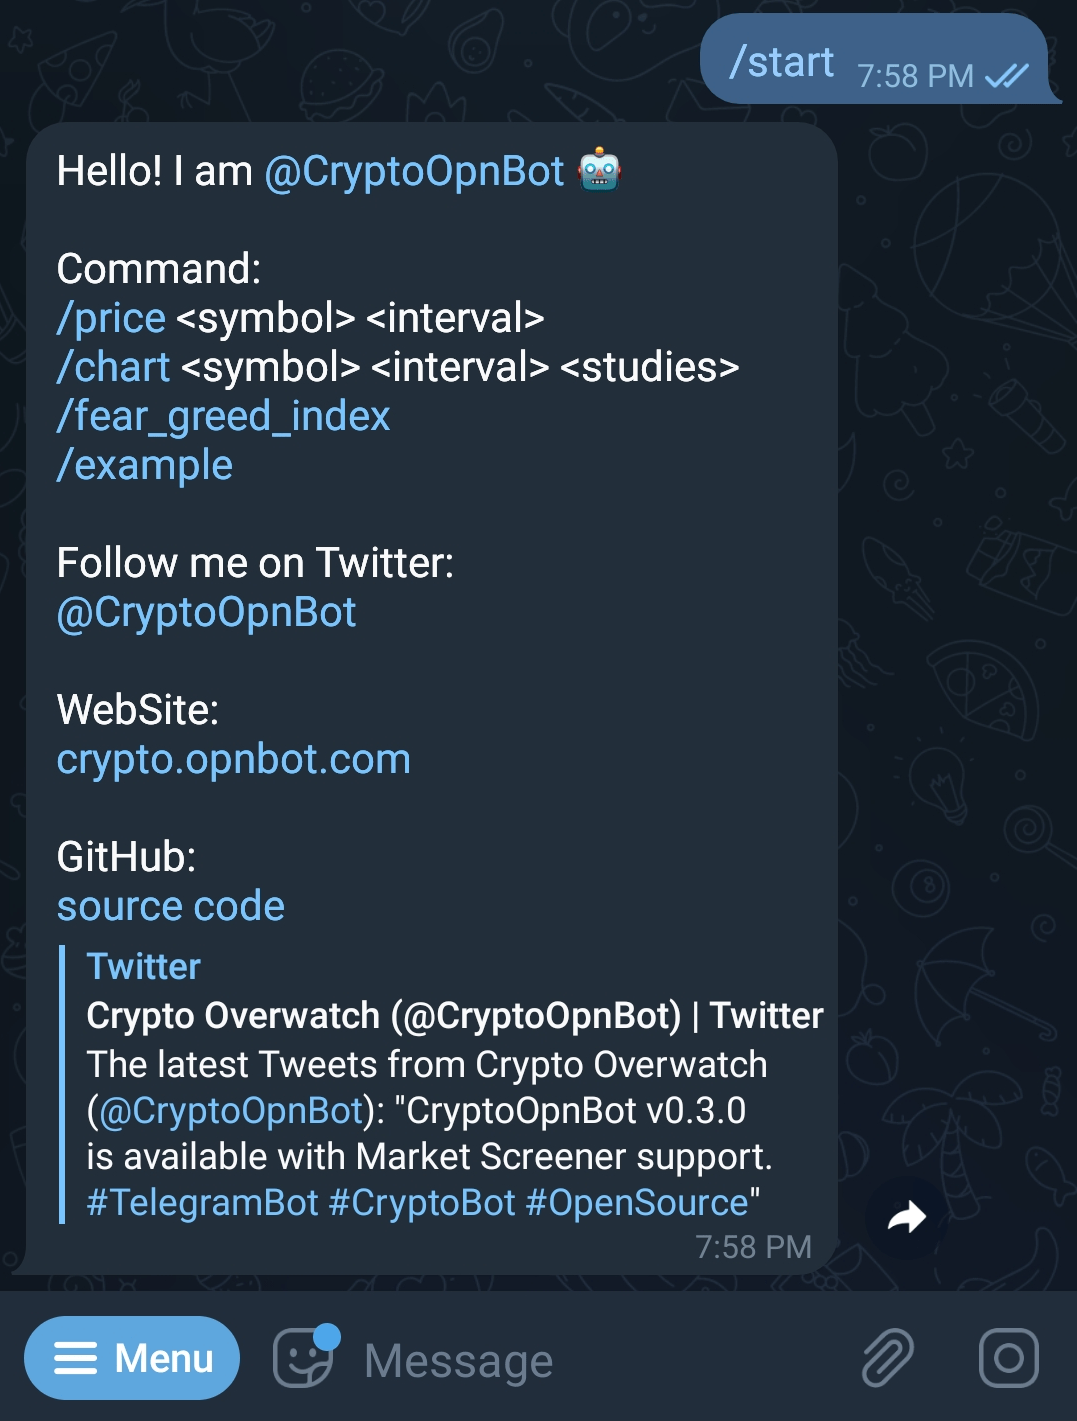 /start 7:58 PM
Hello! I am @CryptoOpnBot 🤖
Command:
/price <symbol> <interval>
/chart <symbol> <interval> <studies>
/fear_greed_index
/example
Follow me on Twitter:
@CryptoOpnBot
WebSite:
crypto.opnbot.com
GitHub:
source code
Twitter
Crypto Overwatch (@CryptoOpnBot) | Twitter
The latest Tweets from Crypto Overwatch
(@CryptoOpnBot): "CryptoOpnBot v0.3.0
is available with Market Screener support.
#TelegramBot #CryptoBot #OpenSource"
7:58 PM
Menu Message